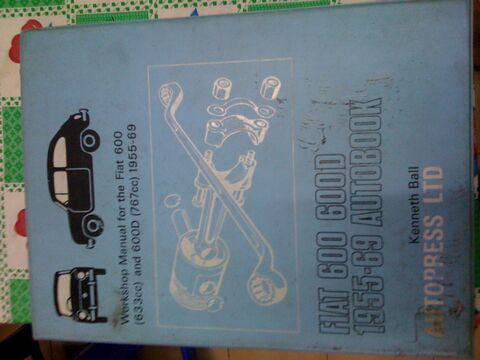 Workshop Manual for the Fiat 600
(633cc) and 600D (767cc) 1955-69
FIAT 600 600D
1955-69 AUTOBOOK
Kenneth Ball
AUTOPRESS LTD